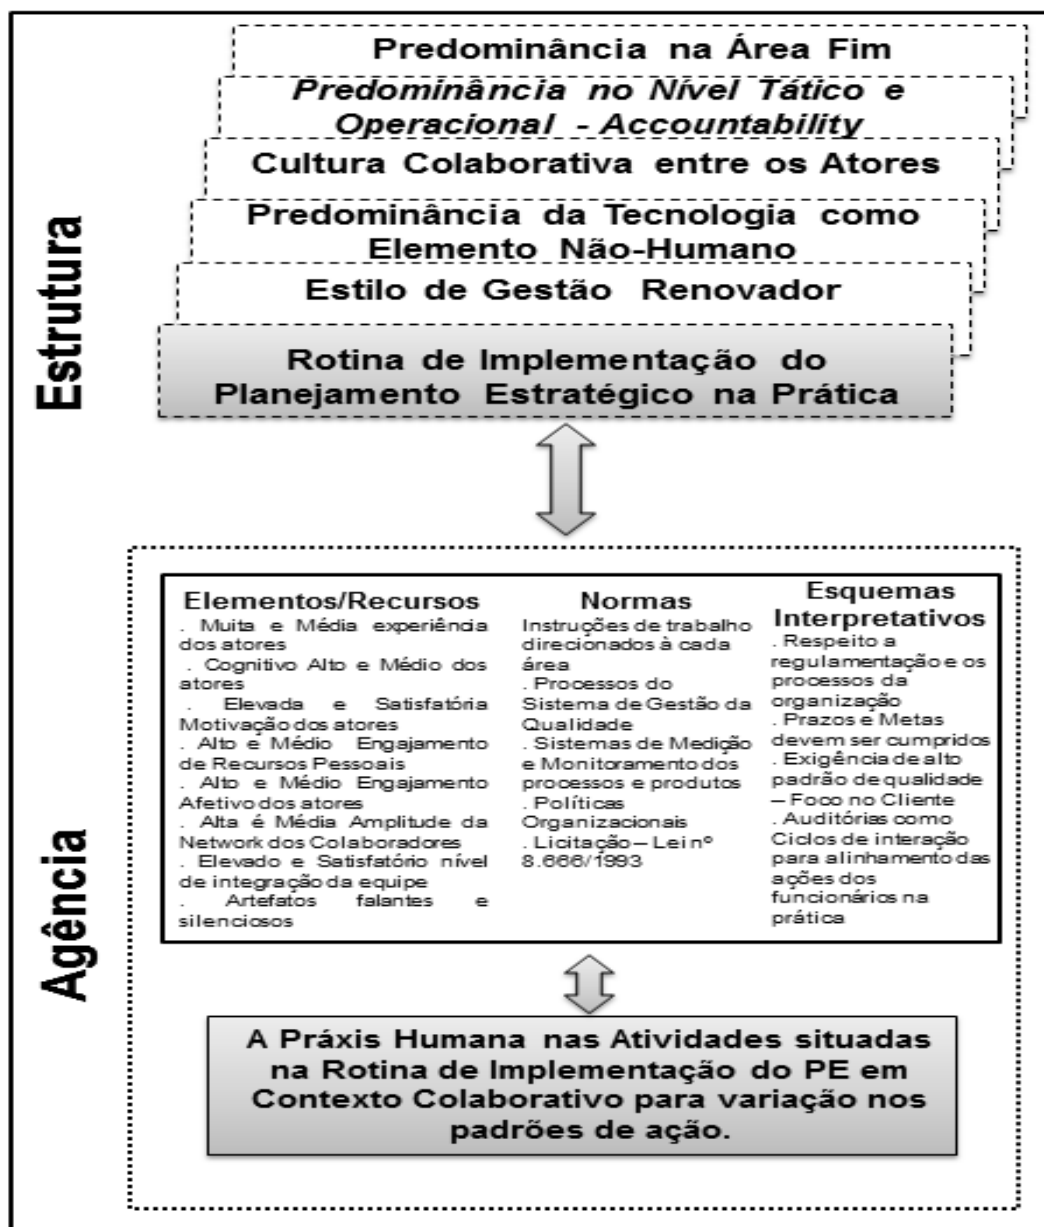 Estrutura
Predominância na Área Fim
Predominância no Nível Tático e
Operacional - Accountability
Cultura Colaborativa entre os Atores
Predominância da Tecnologia como
Elemento Não-Humano
Estilo de Gestão Renovador
Rotina de Implementação do
Planejamento Estratégico na Prática
Agência
Elementos/Recursos
. Muita e Média experiência
dos atores
. Cognitivo Alto e Médio dos
atores
. Elevada e Satisfatória
Motivação dos atores
. Alto e Médio Engajamento
de Recursos Pessoais
. Alto e Médio Engajamento
Afetivo dos atores
. Alta é Média Amplitude da
Network dos Colaboradores
. Elevado e Satisfatório nível
de integração da equipe
. Artefatos falantes e
silenciosos
Normas
Instruções de trabalho
direcionados à cada
área
. Processos do
Sistema de Gestão da
Qualidade
. Sistemas de Medição
e Monitoramento dos
processos e produtos
. Políticas
Organizacionais
. Licitação – Lei nº
8.666/1993
Esquemas
Interpretativos
. Respeito a
regulamentação e os
processos da
organização
. Prazos e Metas
devem ser cumpridos
. Exigência de alto
padrão de qualidade
– Foco no Cliente
. Auditórias como
Ciclos de interação
para alinhamento das
ações dos
funcionários na
prática
A Práxis Humana nas Atividades situadas
na Rotina de Implementação do PE em
Contexto Colaborativo para variação nos
padrões de ação.